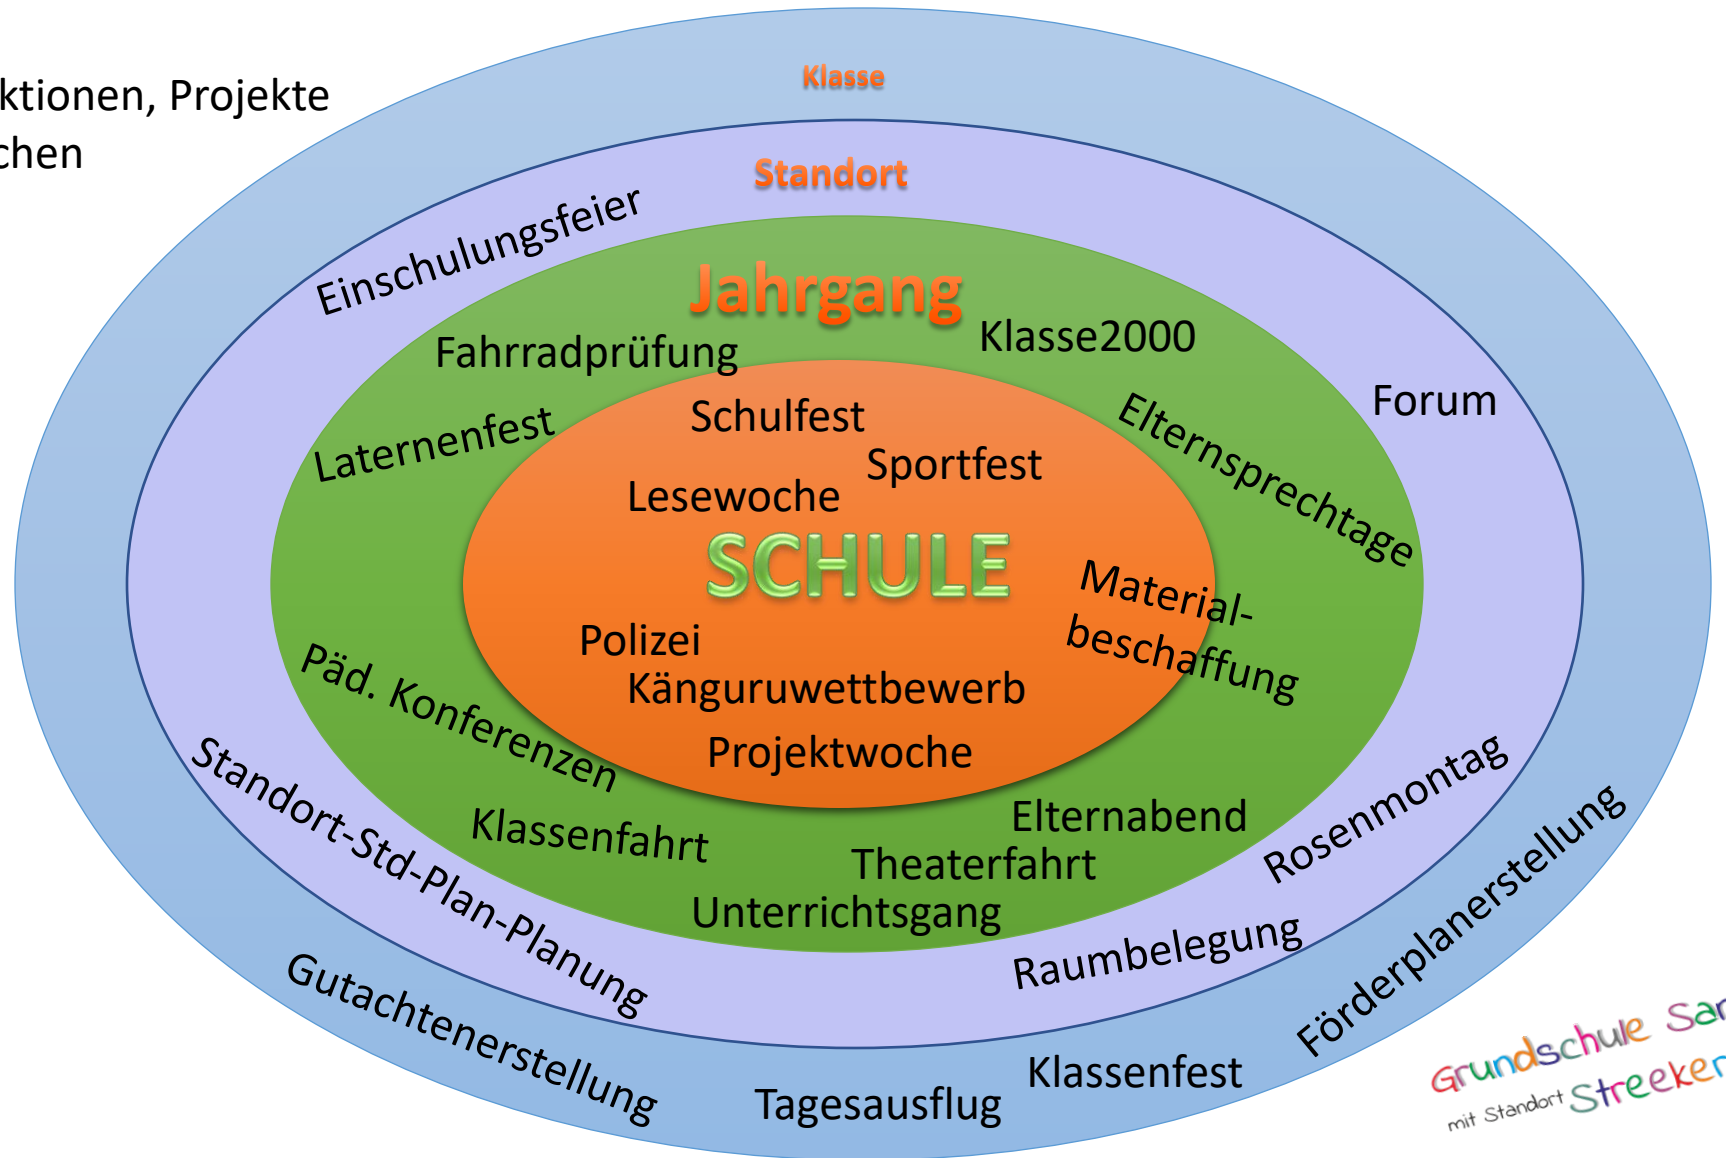 ktionen, Projekte
chen
Klasse
Standort
Einschulungsfeier
Jahrgang
Fahrradprüfung
Klasse2000
Laternenfest
Schulfest
Elternsprechtage
Forum
Sportfest
Lesewoche
SCHULE
Material-
beschaffung
Polizei
Känguruwettbewerb
Projektwoche
Päd. Konferenzen
Klassenfahrt
Elternabend
Theaterfahrt
Unterrichtsgang
Standort-Std-Plan-Planung
Rosenmontag
Raumbelegung
Gutachtenerstellung
Förderplanerstellung
Klassenfest
Tagesausflug
Grundschule
mit Standort